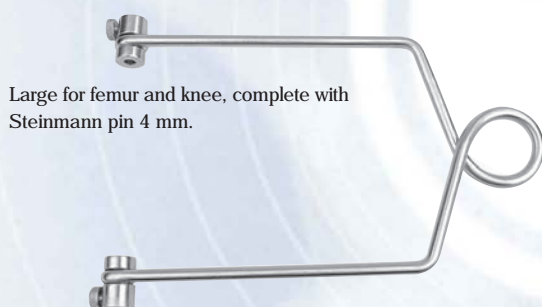 Large for femur and knee, complete with
Steinmann pin 4 mm.